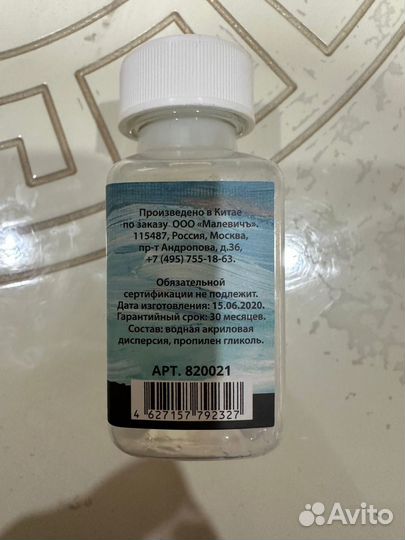 Произведено в Китае
по заказу ООО «Малевичъ».
115487, Россия, Москва,
пр-т Андропова, д.36,
+7 (495) 755-18-63.
Обязательной
сертификации не подлежит.
Дата изготовления: 15.06.2020.
Гарантийный срок: 30 месяцев.
Состав: водная акриловая
дисперсия, пропилен гликоль.
АРТ. 820021
4 627157 792327
Avito